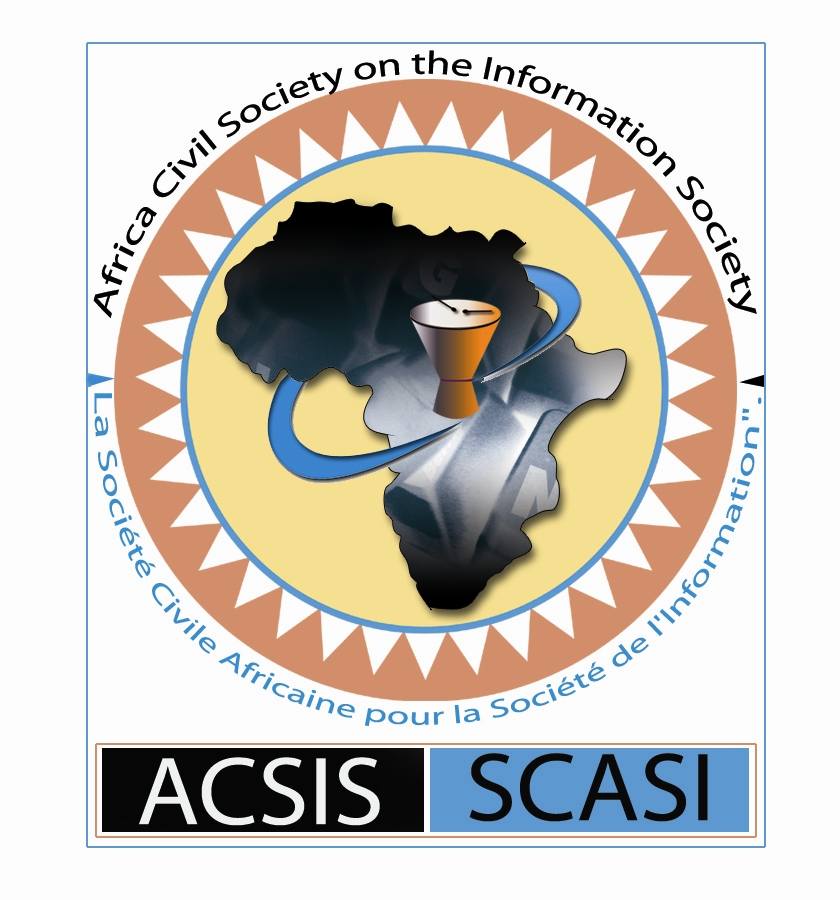 Africa Civil Society on the Information Society
G
M
La Société Civile Africaine pour la Société de l'Information".
ACSIS
SCASI